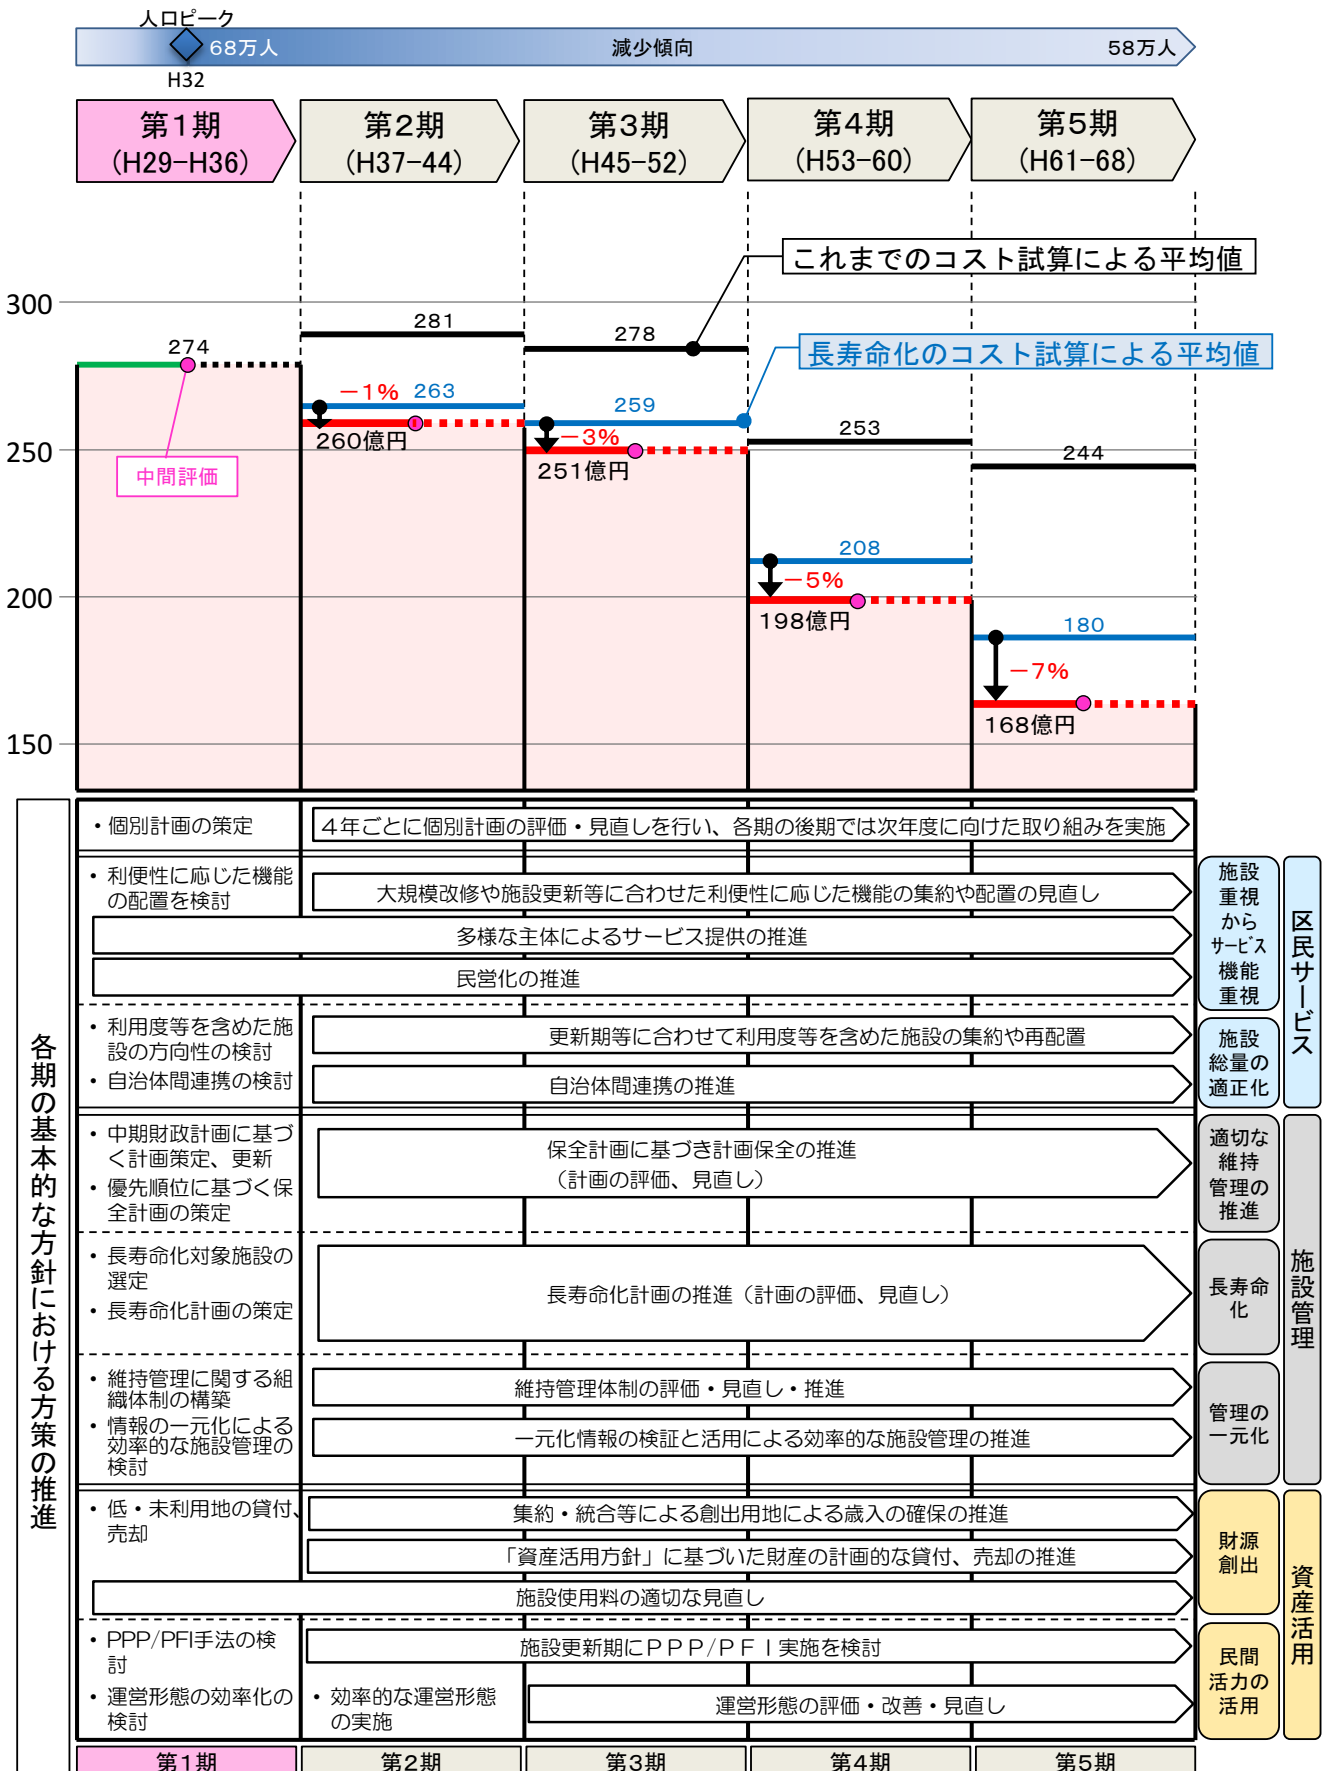 人口ピーク
68万人
減少傾向
58万人
H32
第1期
(H29-H36)
第2期
(H37-44)
第3期
(H45-52)
第4期
(H53-60)
第5期
(H61-68)
これまでのコスト試算による平均値
長寿命化のコスト試算による平均値
300
250
200
150
274
中間評価
281
-1%
263
260億円
278
259
-3%
251億円
253
208
-5%
198億円
244
180
-7%
168億円
各期の基本的な方針における方策の推進
・個別計画の策定
4年ごとに個別計画の評価・見直しを行い、各期の後期では次年度に向けた取り組みを実施
・利便性に応じた機能
の配置を検討
大規模改修や施設更新等に合わせた利便性に応じた機能の集約や配置の見直し
多様な主体によるサービス提供の推進
民営化の推進
施設
重視
から
サービス
機能
重視
区民サービス
・利用度等を含めた施
設の方向性の検討
・自治体間連携の検討
更新期等に合わせて利用度等を含めた施設の集約や再配置
自治体間連携の推進
施設
総量の
適正化
・中期財政計画に基づ
く計画策定、更新
・優先順位に基づく保
全計画の策定
保全計画に基づき計画保全の推進
（計画の評価、見直し）
適切な
維持
管理の
推進
施設管理
・長寿命化対象施設の
選定
・長寿命化計画の策定
長寿命化計画の推進（計画の評価、見直し）
長寿命
化
・維持管理に関する組
織体制の構築
・情報の一元化による
効率的な施設管理の
検討
維持管理体制の評価・見直し・推進
一元化情報の検証と活用による効率的な施設管理の推進
管理の
一元化
・低・未利用地の貸付、
売却
集約・統合等による創出用地による歳入の確保の推進
「資産活用方針」に基づいた財産の計画的な貸付、売却の推進
施設使用料の適切な見直し
財源
創出
資産活用
・PPP/PFI手法の検
討
・運営形態の効率化の
検討
施設更新期にＰＰＰ/ＰＦＩ実施を検討
・効率的な運営形態
の実施
運営形態の評価・改善・見直し
民間
活力の
活用
第1期
第2期
第3期
第4期
第5期